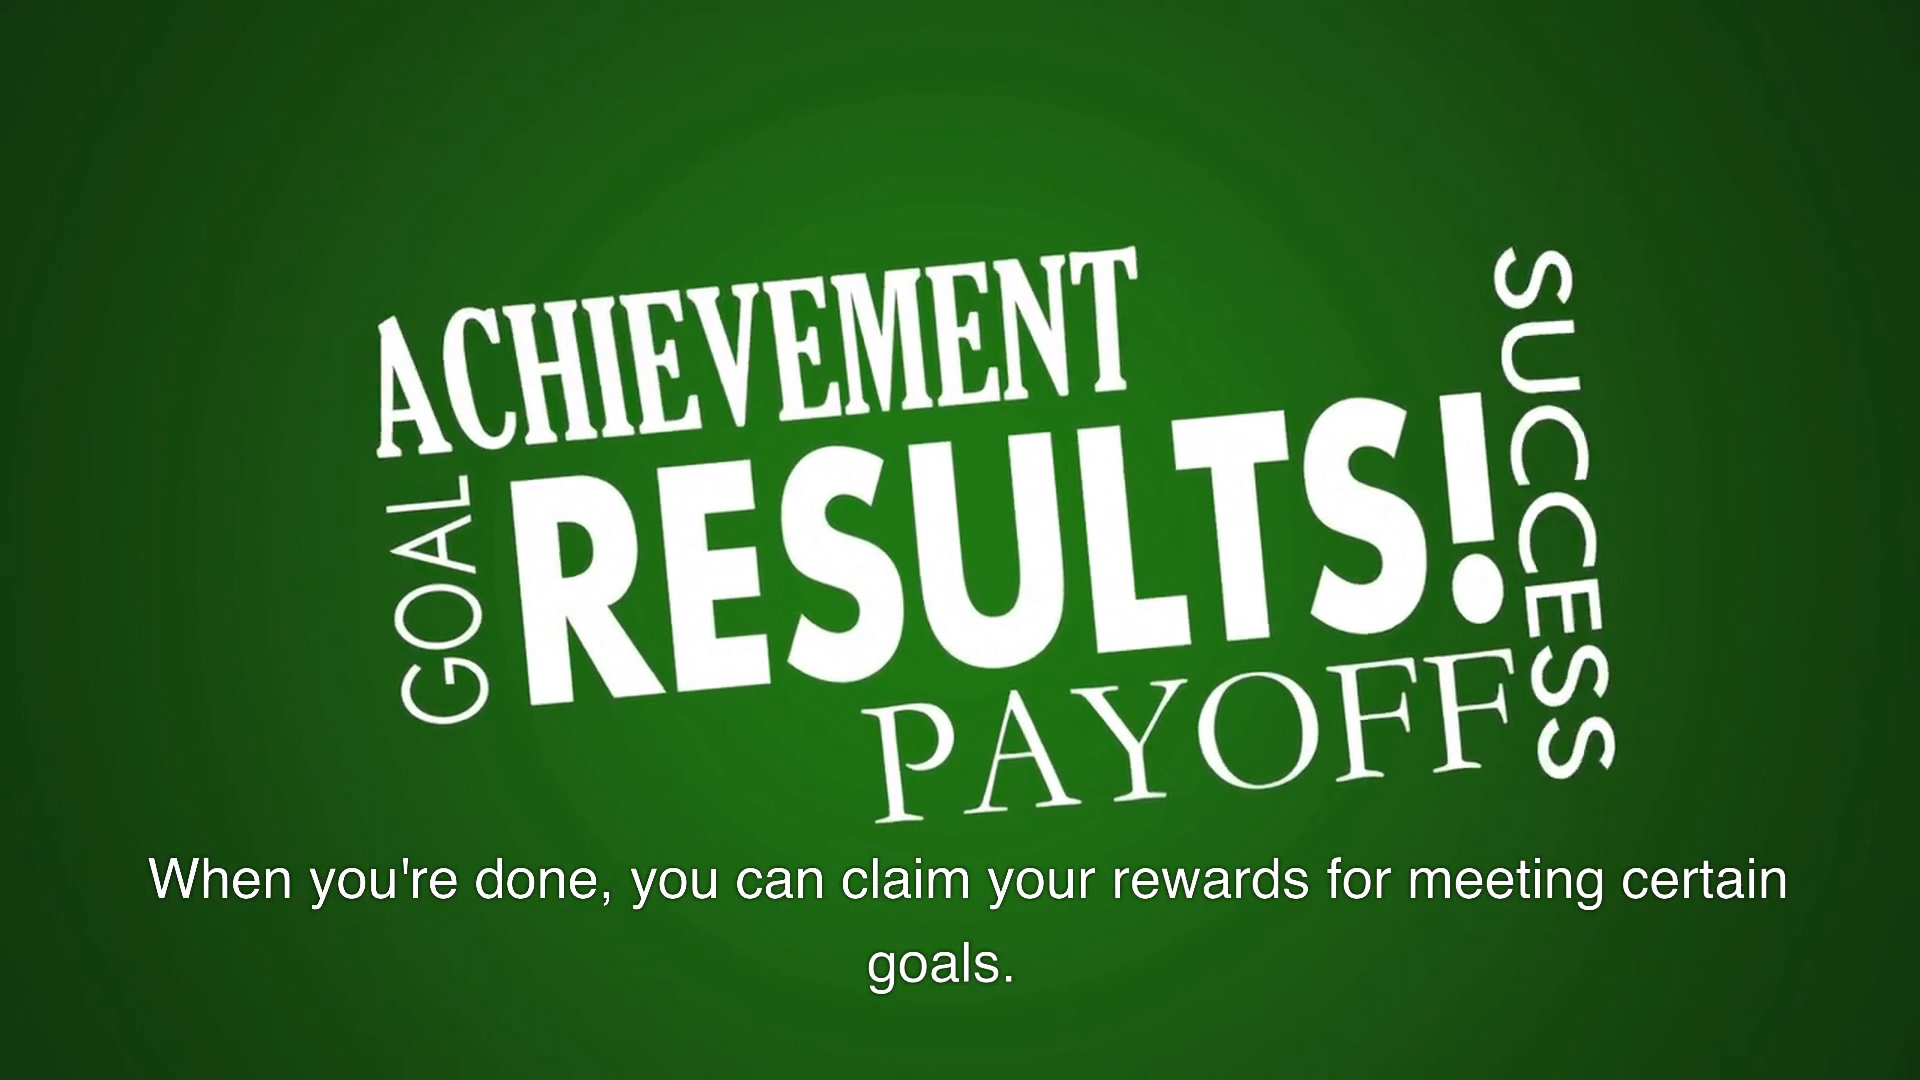 ACHIEVEMENT
GOAL
RESULTS!
SUCCESS
PAYOFF
When you're done, you can claim your rewards for meeting certain
goals.